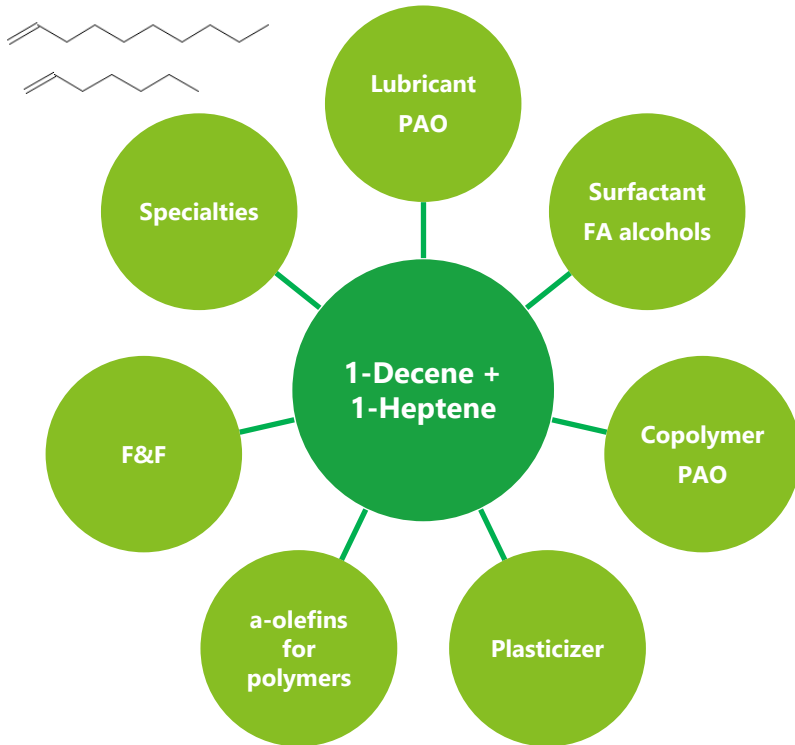 Lubricant
PAO
Surfactant
FA alcohols
Specialties
1-Decene +
1-Heptene
Copolymer
PAO
F&F
a-olefins
for
polymers
Plasticizer